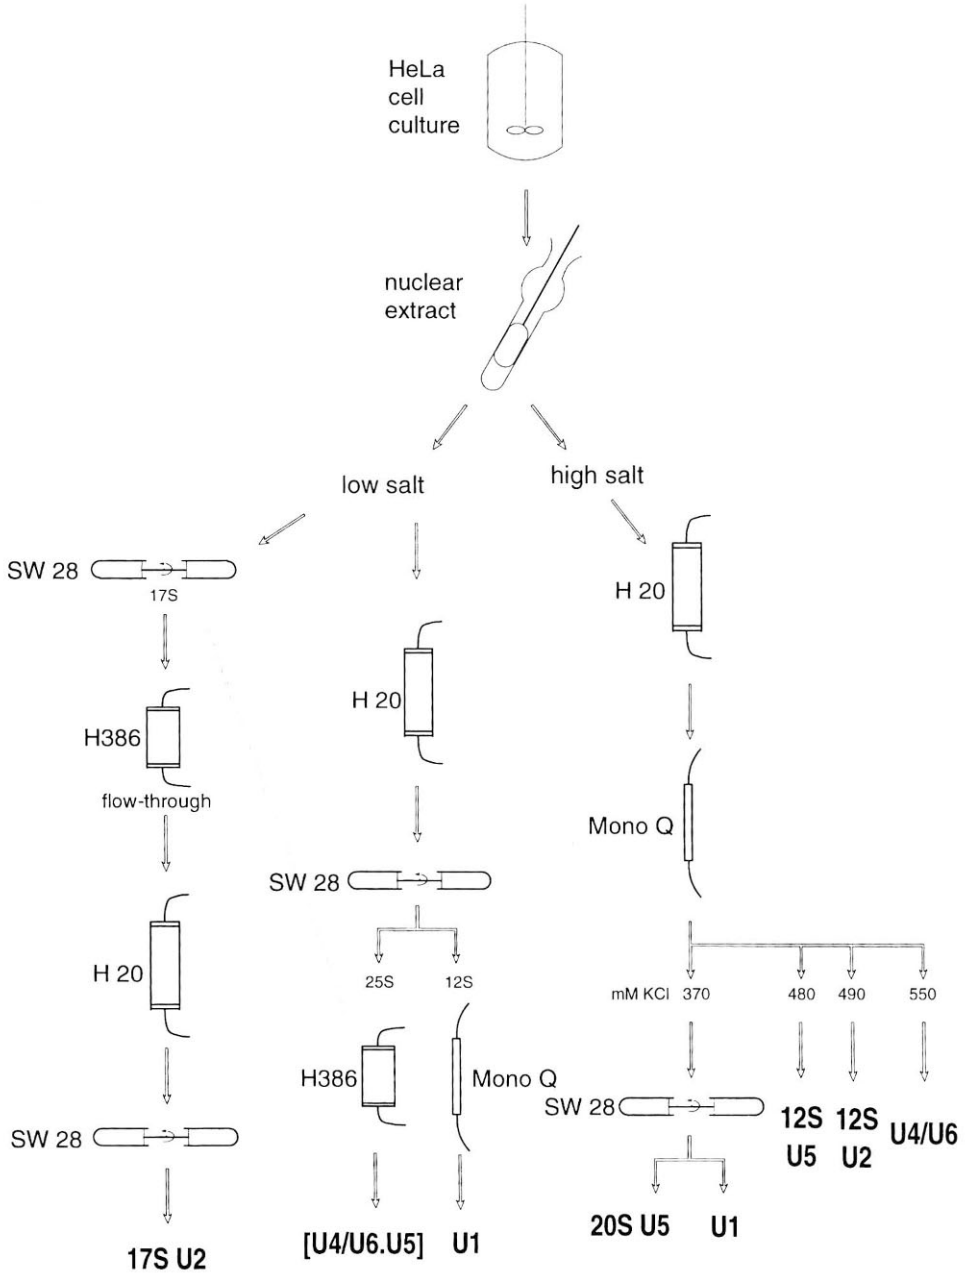 HeLa
cell
culture
nuclear
extract
low salt
high salt
SW 28
17S
H386
flow-through
H 20
SW 28
17S U2
H 20
SW 28
25S
12S
H386
Mono Q
[U4/U6.U5]
U1
H 20
Mono Q
mM KCl 370 480 490 550
SW 28
20S U5
U1
12S
U5
12S
U2
U4/U6